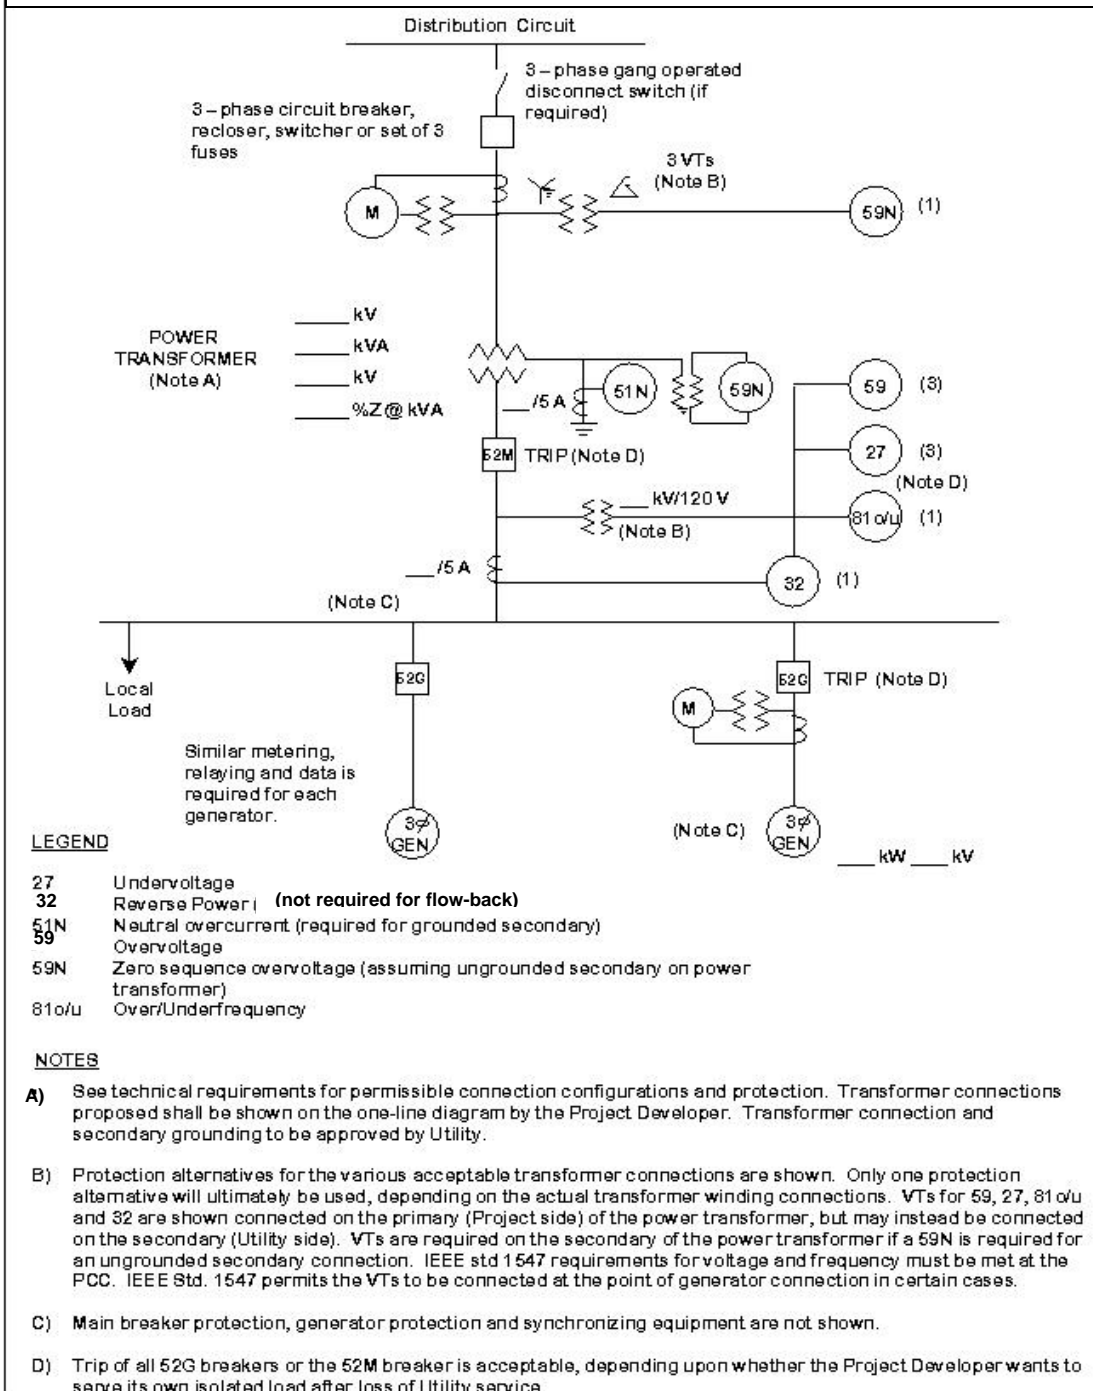 Distribution Circuit
3 – phase gang operated
disconnect switch (if
required)
3 – phase circuit breaker,
recloser, switcher or set of 3
fuses
3 VTs
(Note B)
M
59N
(1)
POWER
TRANSFORMER
(Note A)
____ kV
____ kVA
____ kV
____ %Z @ kVA
51N
59N
__ /5 A
59
(3)
52M
TRIP (Note D)
27
(3)
(Note D)
__ kV/120 V
(Note B)
81o/u
(1)
__ /5 A
32
(1)
(Note C)
Local
Load
52G
52G
TRIP (Note D)
M
Similar metering,
relaying and data is
required for each
generator.
3φ
GEN
(Note C)
3φ
GEN
___ kW ___ kV
LEGEND
27 Undervoltage
32 Reverse Power ( (not required for flow-back)
51N Neutral overcurrent (required for grounded secondary)
59 Overvoltage
59N Zero sequence overvoltage (assuming ungrounded secondary on power
transformer)
81o/u Over/Underfrequency
NOTES
A) See technical requirements for permissible connection configurations and protection. Transformer connections
proposed shall be shown on the one-line diagram by the Project Developer. Transformer connection and
secondary grounding to be approved by Utility.
B) Protection alternatives for the various acceptable transformer connections are shown. Only one protection
alternative will ultimately be used, depending on the actual transformer winding connections. VTs for 59, 27, 81o/u
and 32 are shown connected on the primary (Project side) of the power transformer, but may instead be connected
on the secondary (Utility side). VTs are required on the secondary of the power transformer if a 59N is required for
an ungrounded secondary connection. IEEE std 1547 requirements for voltage and frequency must be met at the
PCC. IEEE Std. 1547 permits the VTs to be connected at the point of generator connection in certain cases.
C) Main breaker protection, generator protection and synchronizing equipment are not shown.
D) Trip of all 52G breakers or the 52M breaker is acceptable, depending upon whether the Project Developer wants to
serve its own isolated load after loss of Utility service